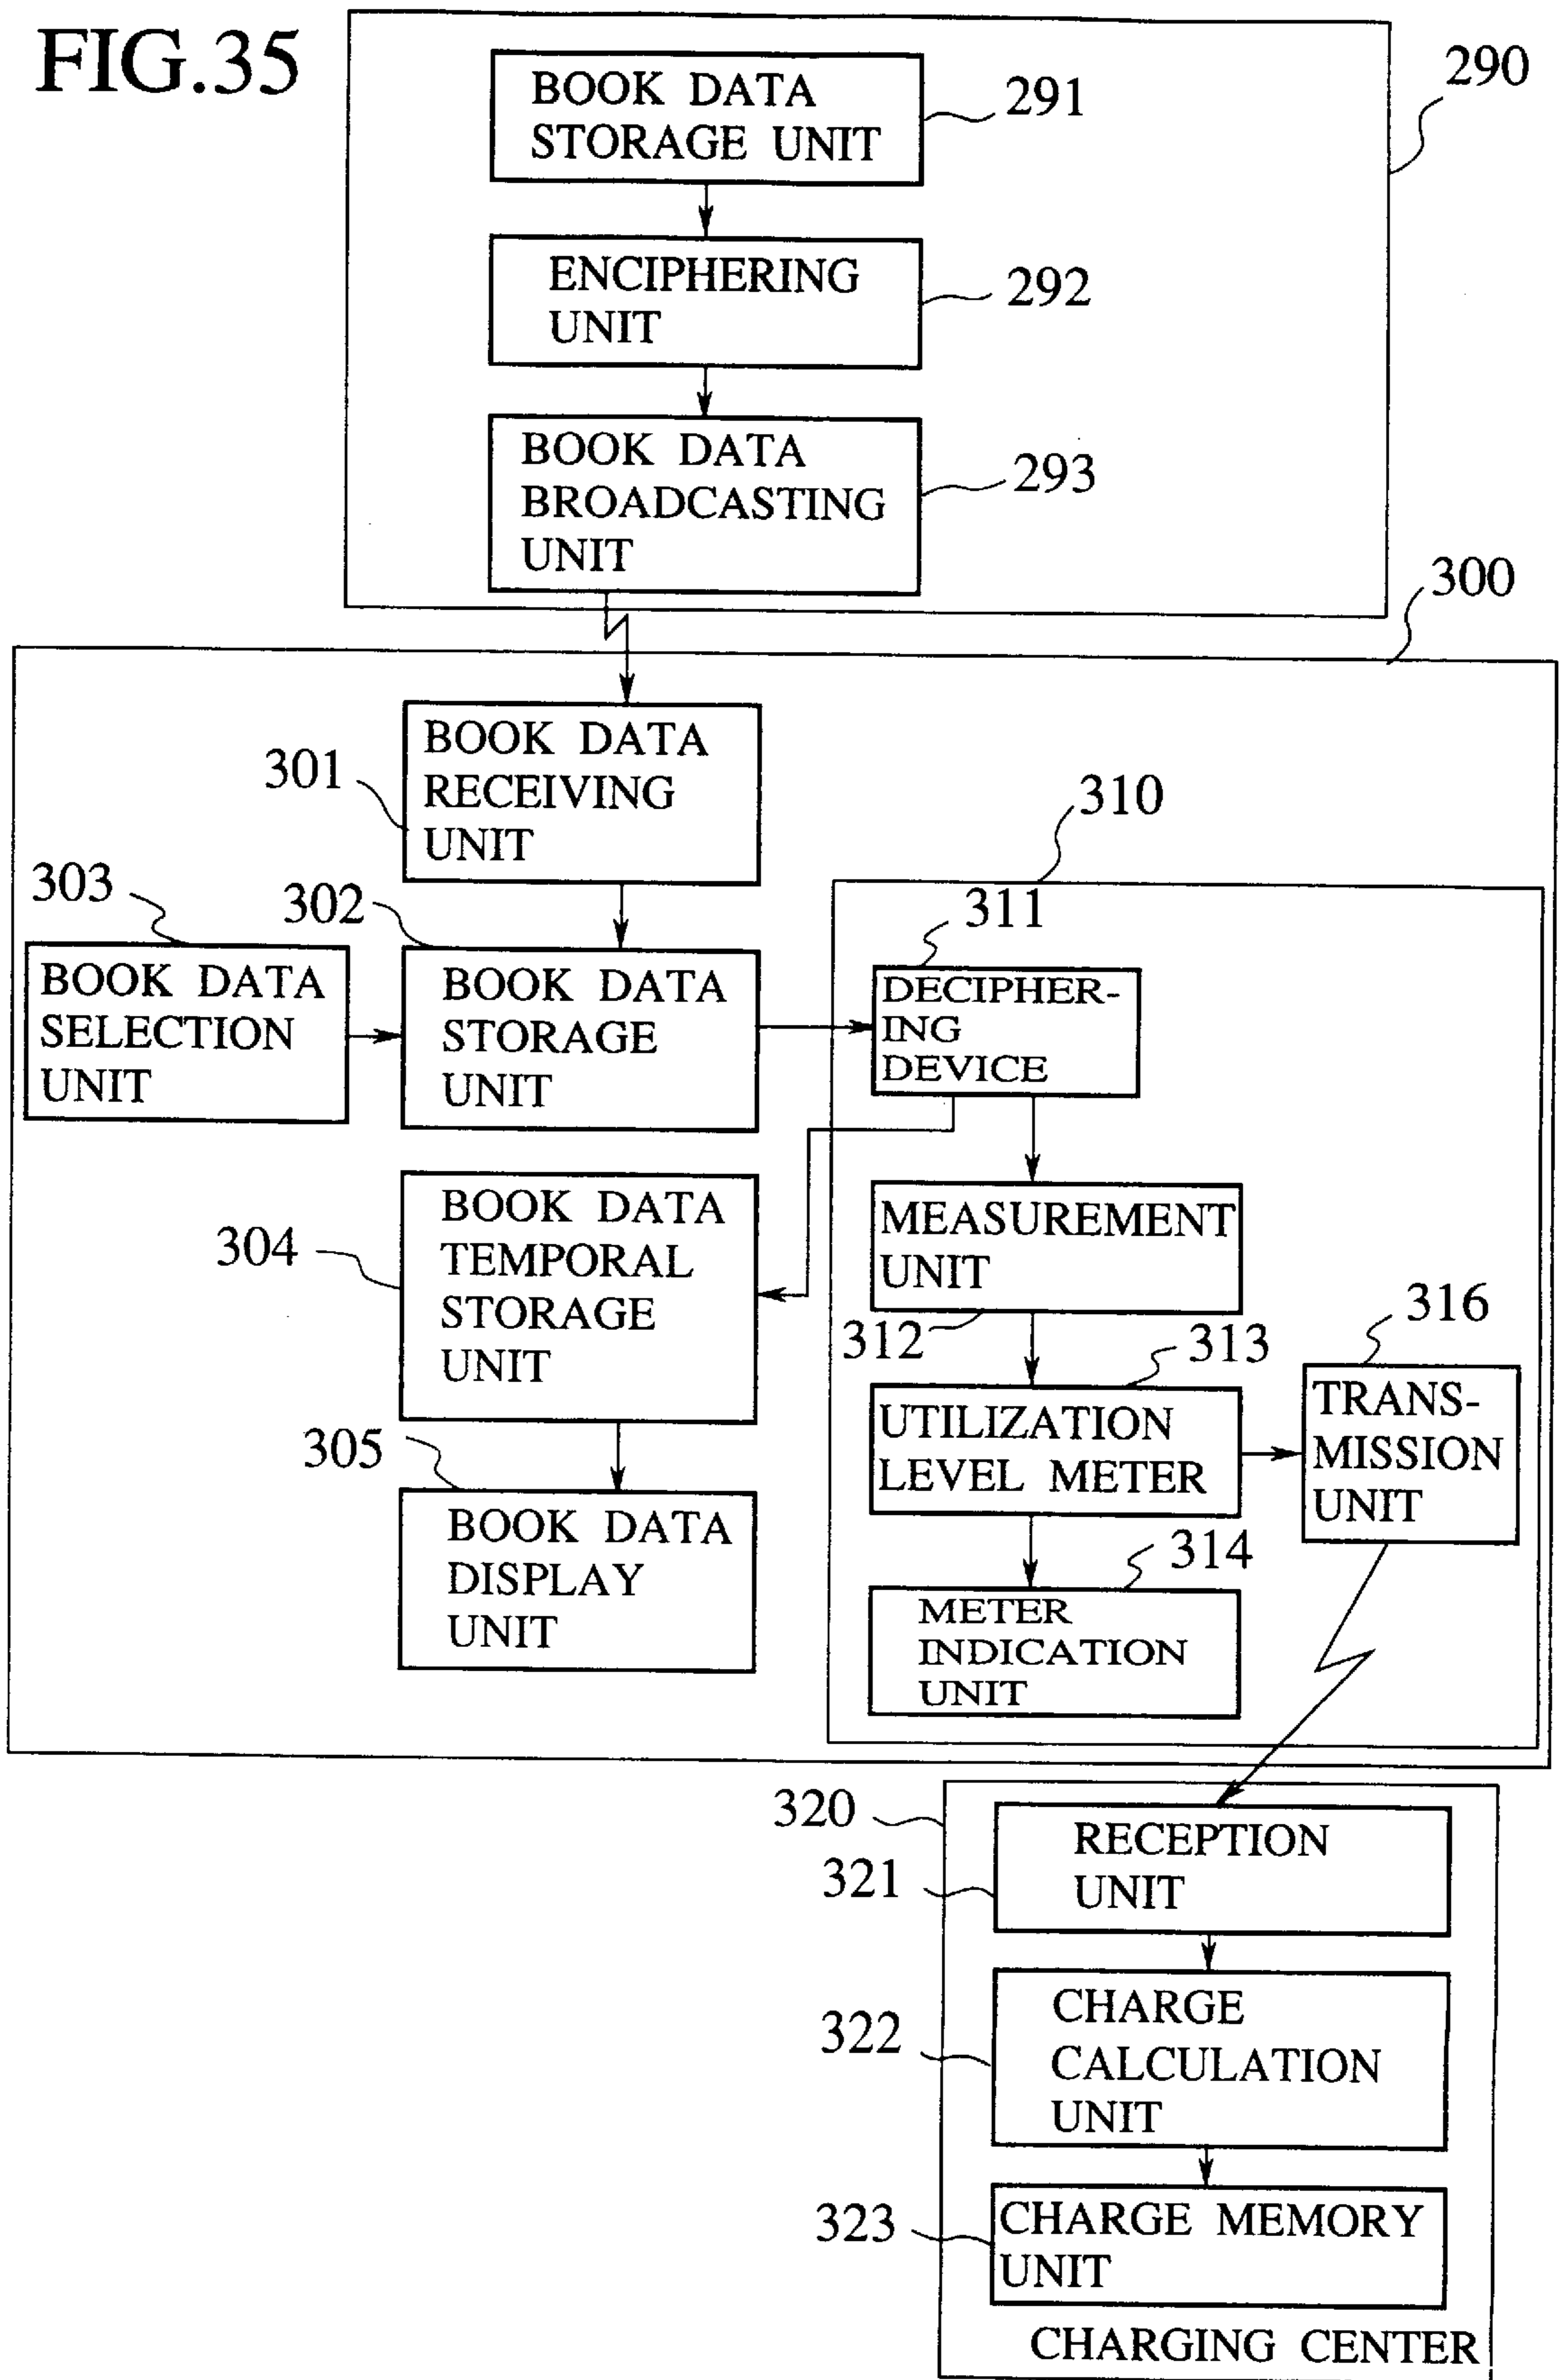 FIG.35
290
BOOK DATA
STORAGE UNIT
291
ENCIPHERING
UNIT
292
BOOK DATA
BROADCASTING
UNIT
293
300
BOOK DATA
RECEIVING
UNIT
301
310
303
302
311
BOOK DATA
SELECTION
UNIT
BOOK DATA
STORAGE
UNIT
DECIPHER-
ING
DEVICE
BOOK DATA
TEMPORAL
STORAGE
UNIT
304
MEASUREMENT
UNIT
312
313
316
UTILIZATION
LEVEL METER
TRANS-
MISSION
UNIT
305
BOOK DATA
DISPLAY
UNIT
314
METER
INDICATION
UNIT
320
RECEPTION
UNIT
321
CHARGE
CALCULATION
UNIT
322
CHARGE MEMORY
UNIT
323
CHARGING CENTER